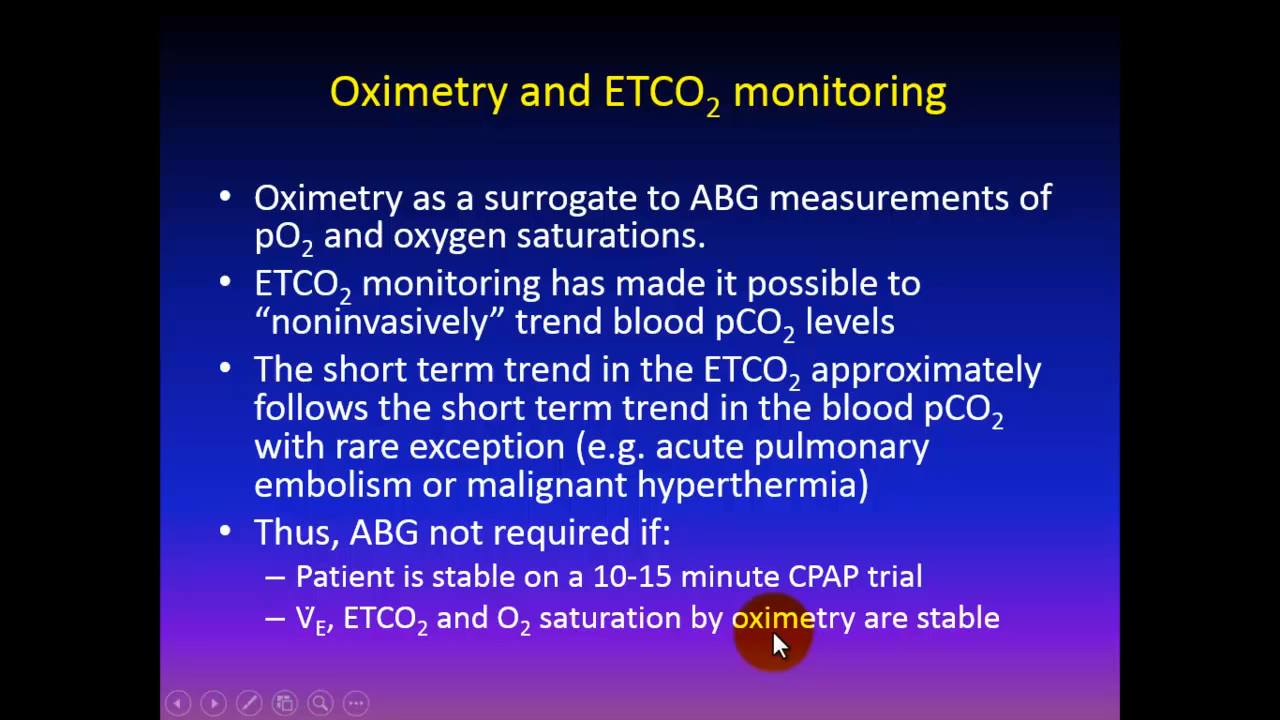 Oximetry and ETCO₂ monitoring
• Oximetry as a surrogate to ABG measurements of
pO₂ and oxygen saturations.
• ETCO₂ monitoring has made it possible to
“noninvasively” trend blood pCO₂ levels
• The short term trend in the ETCO₂ approximately
follows the short term trend in the blood pCO₂
with rare exception (e.g. acute pulmonary
embolism or malignant hyperthermia)
• Thus, ABG not required if:
– Patient is stable on a 10-15 minute CPAP trial
– V̈E, ETCO₂ and O₂ saturation by oximetry are stable